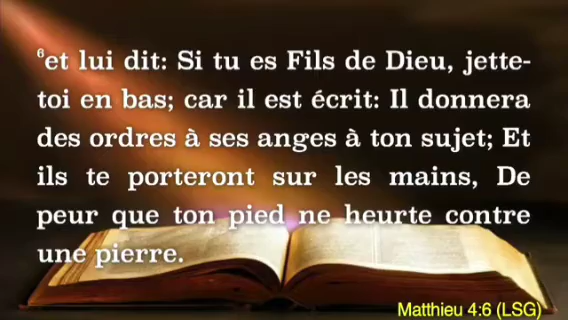 ⁶et lui dit: Si tu es Fils de Dieu, jette-
toi en bas; car il est écrit: Il donnera
des ordres à ses anges à ton sujet; Et
ils te porteront sur les mains, De
peur que ton pied ne heurte contre
une pierre.
Matthieu 4:6 (LSG)